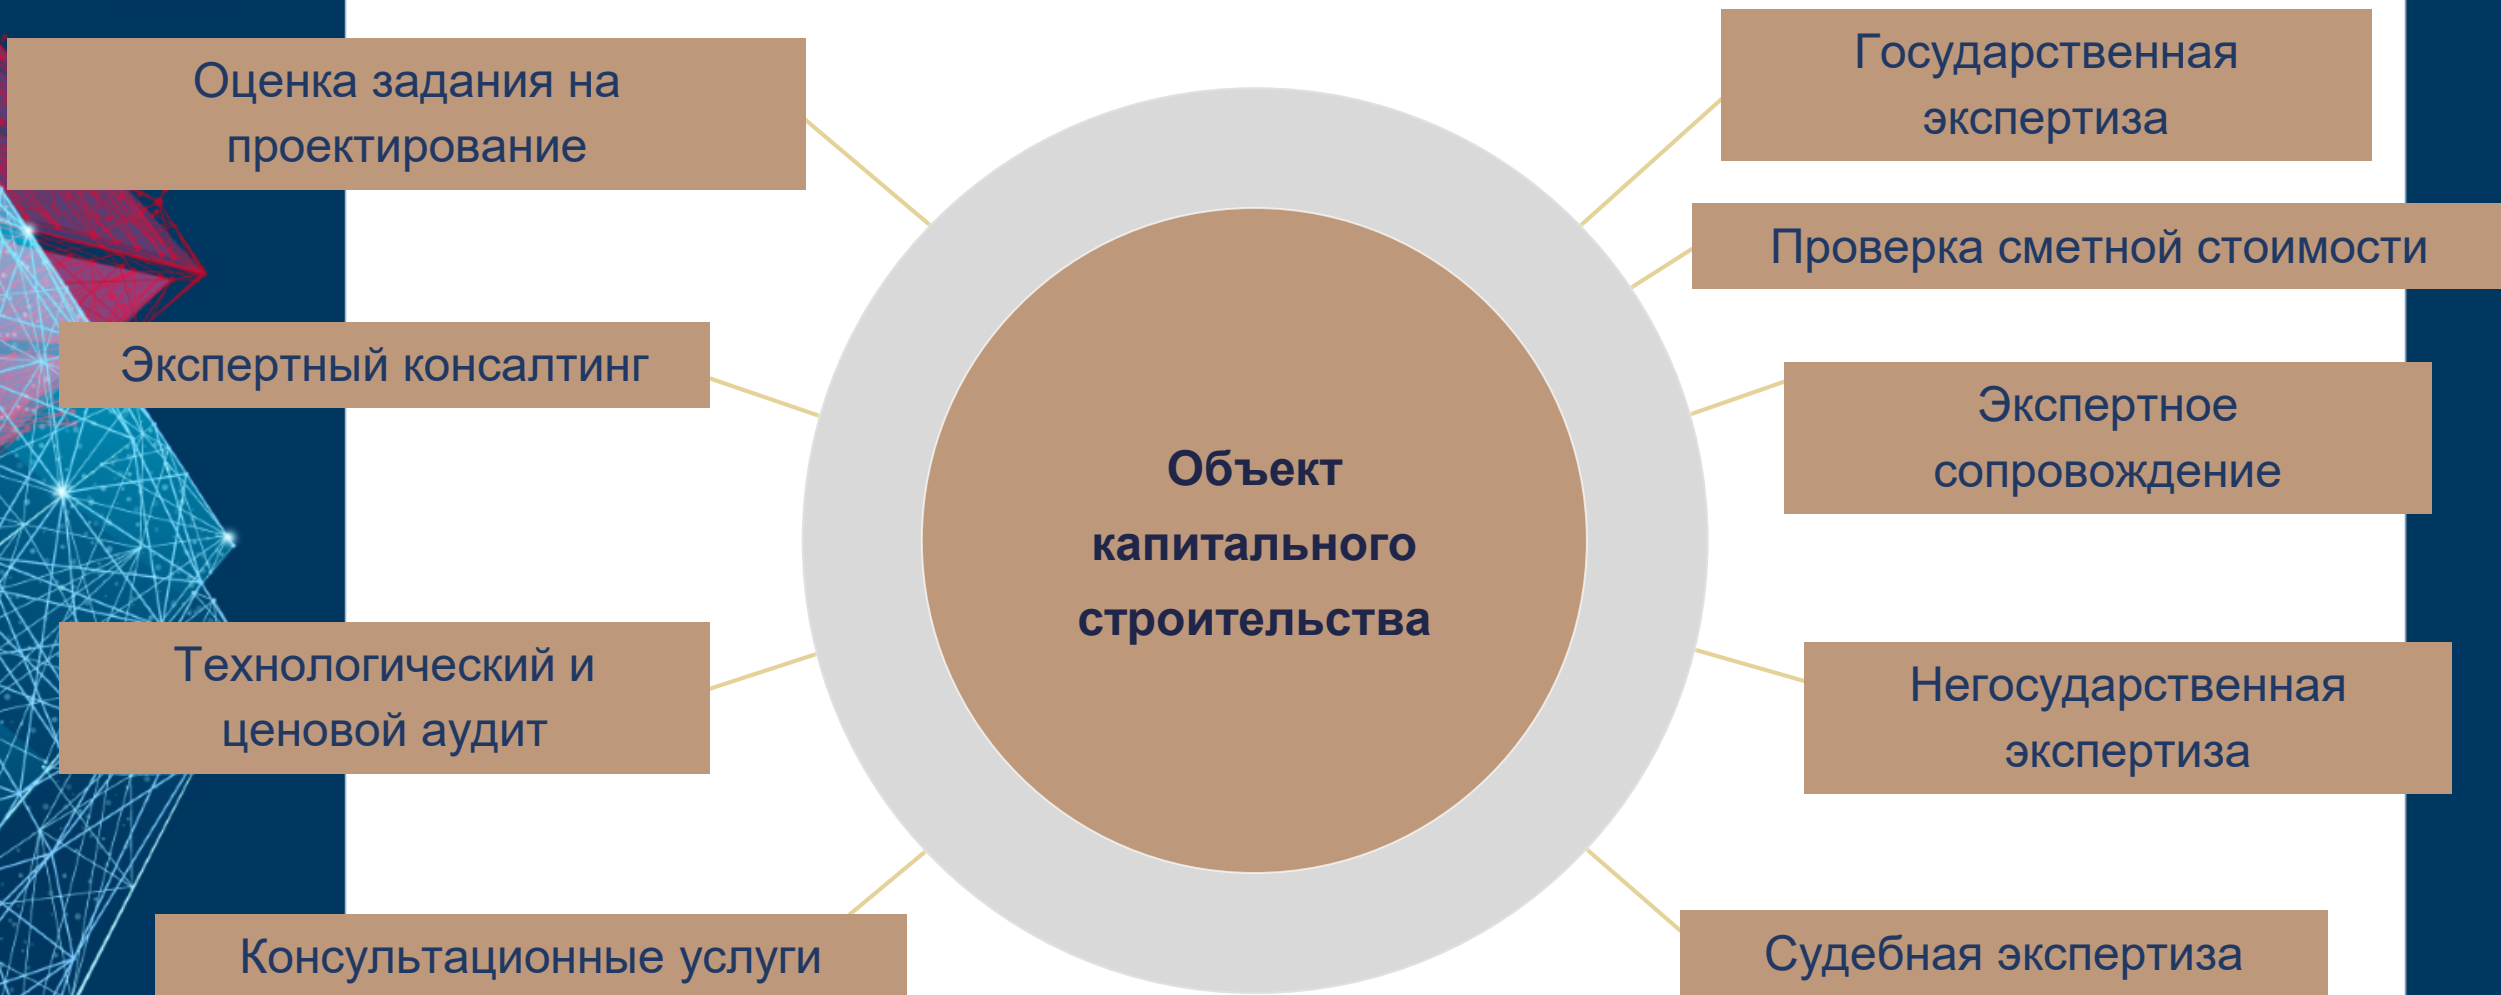 Оценка задания на
проектирование
Экспертный консалтинг
Технологический и
ценовой аудит
Консультационные услуги
Объект
капитального
строительства
Государственная
экспертиза
Проверка сметной стоимости
Экспертное
сопровождение
Негосударственная
экспертиза
Судебная экспертиза